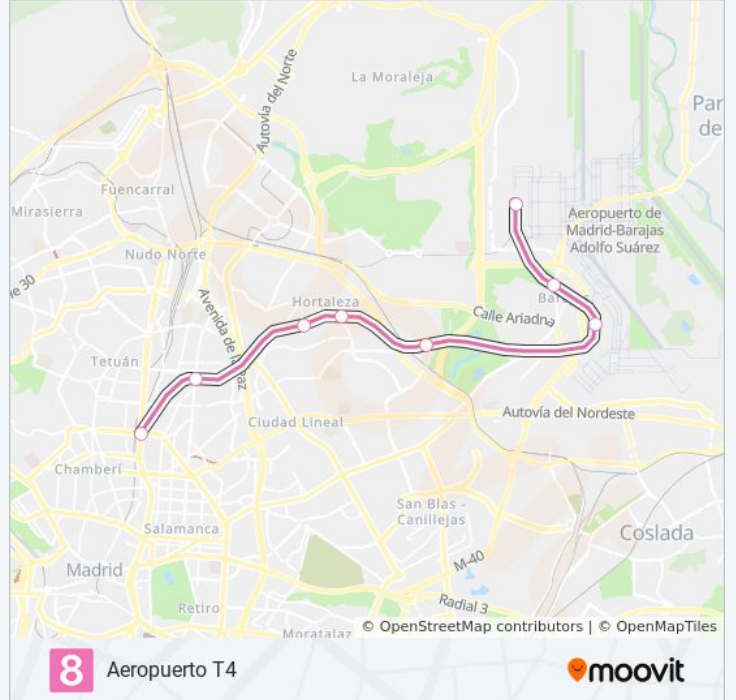 La Moraleja
Autovía del Norte
Par
de
Fuencarral
Mirasierra
Aeropuerto de
Madrid-Barajas
Adolfo Suárez
Nudo Norte
e 30
Hortaleza
Bar
Calle Ariadna
Avenida de la Paz
Tetuán
Autovía del Nordeste
Ciudad Lineal
Chamberí
San Blas -
Canillejas
Salamanca
Coslada
Madrid
M-40
Retiro
Radial 3
Moratalaz
© OpenStreetMap contributors | © OpenMapTiles
8 Aeropuerto T4
moovit